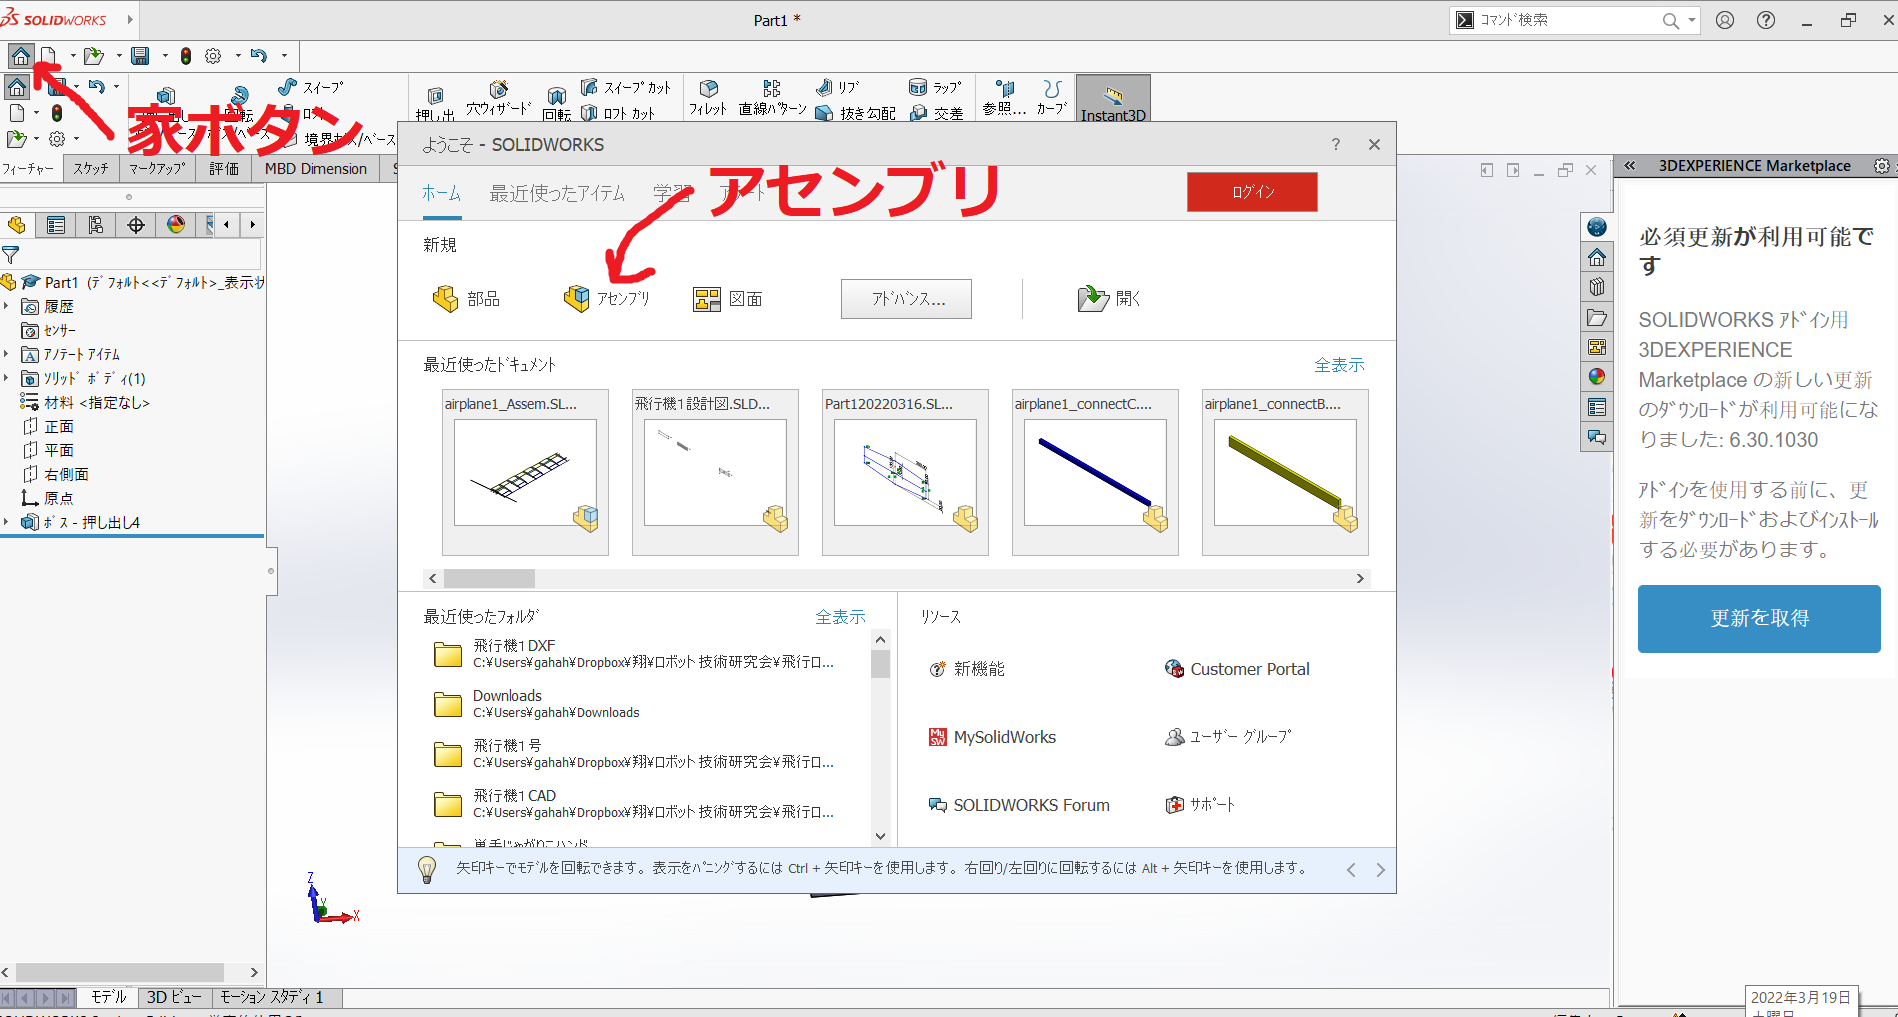 SOLIDWORKS
Part1 *
コマンド検索
スイープ
押し出
穴ウィザード
回転
スイープ カット
ロフト カット
フィレット
直線パターン
リブ
抜き勾配
ラップ
交差
参照...
カーブ
Instant3D
家ボタン
境界ボス/ベース
フィーチャー
スケッチ
マークアップ
評価
MBD Dimension
ようこそ - SOLIDWORKS
?
ホーム
最近使ったアイテム
学習
アセンブリ
ログイン
新規
部品
アセンブリ
図面
アドバンス...
開く
最近使ったドキュメント
全表示
airplane1_Assem.SL...
飛行機1設計図.SLD...
Part120220316.SL...
airplane1_connectC....
airplane1_connectB....
最近使ったフォルダ
全表示
飛行機1 DXF
C:¥Users¥gahah¥Dropbox¥翔¥ロボット技術研究会¥飛行ロ...
Downloads
C:¥Users¥gahah¥Downloads
飛行機1号
C:¥Users¥gahah¥Dropbox¥翔¥ロボット技術研究会¥飛行ロ...
飛行機1 CAD
C:¥Users¥gahah¥Dropbox¥翔¥ロボット技術研究会¥飛行ロ...
リソース
新機能
Customer Portal
MySolidWorks
ユーザー グループ
SOLIDWORKS Forum
サポート
矢印キーでモデルを回転できます。表示をパニングするには Ctrl + 矢印キーを使用します。右回り/左回りに回転するには Alt + 矢印キーを使用します。
Part1 (デフォルト<<デフォルト>_表示状
履歴
センサー
アノテート アイテム
ソリッド ボディ(1)
材料 <指定なし>
正面
平面
右側面
原点
ボス - 押し出し4
Z
Y
X
モデル
3D ビュー
モーション スタディ 1
3DEXPERIENCE Marketplace
必須更新が利用可能で
す
SOLIDWORKS アドイン用
3DEXPERIENCE
Marketplace の新しい更新
のダウンロードが利用可能にな
りました: 6.30.1030
アドインを使用する前に、更
新をダウンロードおよびインストール
する必要があります。
更新を取得
2022年3月19日